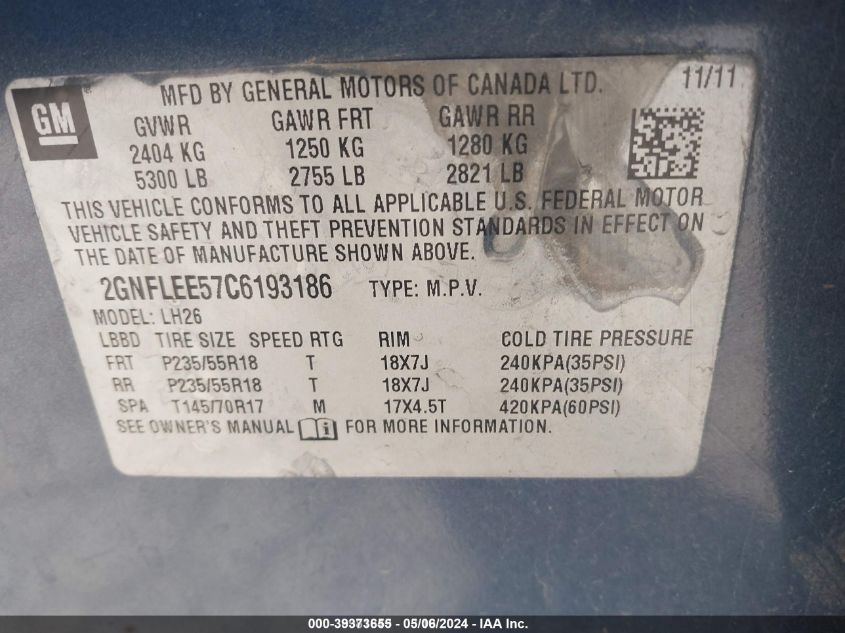 GM
MFD BY GENERAL MOTORS OF CANADA LTD. 11/11
GVWR GAWR FRT GAWR RR
2404 KG 1250 KG 1280 KG
5300 LB 2755 LB 2821 LB
THIS VEHICLE CONFORMS TO ALL APPLICABLE U.S. FEDERAL MOTOR
VEHICLE SAFETY AND THEFT PREVENTION STANDARDS IN EFFECT ON
THE DATE OF MANUFACTURE SHOWN ABOVE.
2GNFLEE57C6193186 TYPE: M.P.V.
MODEL: LH26
LBBD TIRE SIZE SPEED RTG RIM COLD TIRE PRESSURE
FRT P235/55R18 T 18X7J 240KPA(35PSI)
RR P235/55R18 T 18X7J 240KPA(35PSI)
SPA T145/70R17 M 17X4.5T 420KPA(60PSI)
SEE OWNER'S MANUAL FOR MORE INFORMATION.
000-39373655 - 05/06/2024 - IAA Inc.